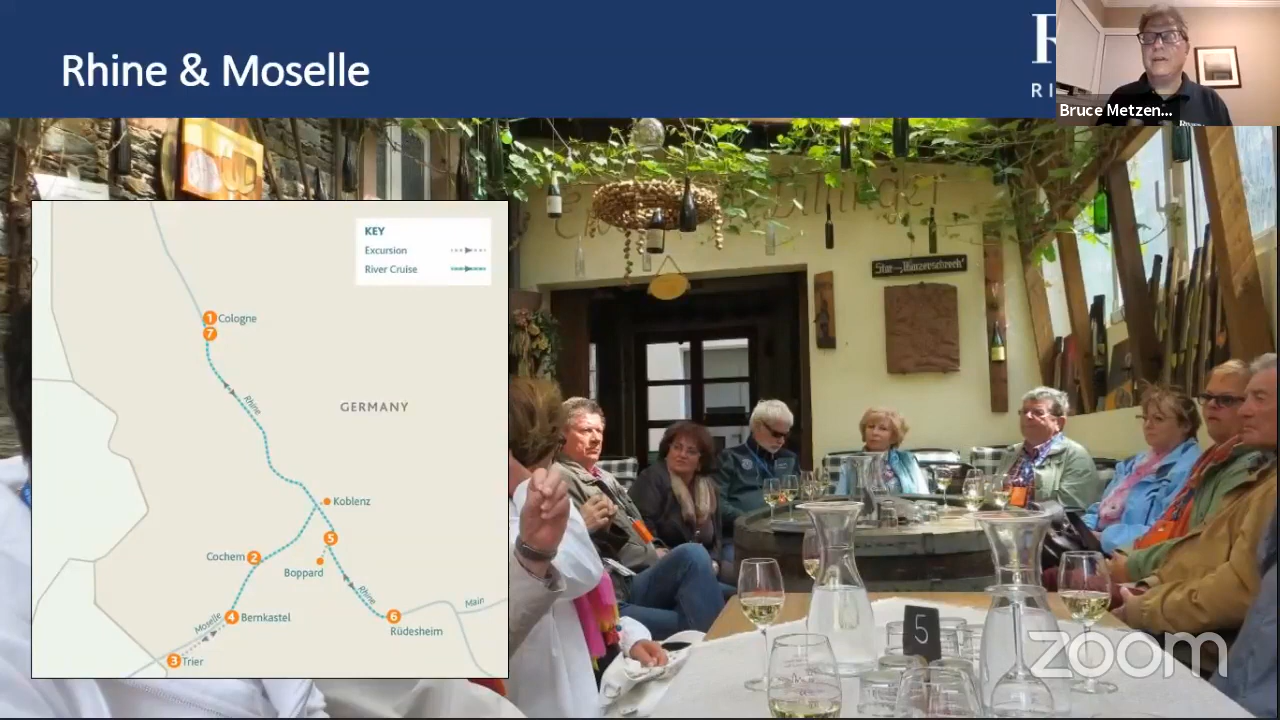 Rhine & Moselle
R
RI
Bruce Metzen...
KEY
Excursion
River Cruise
1 Cologne
7
Rhine
GERMANY
Koblenz
5
Cochem 2
Boppard
Rhine
Main
Moselle
4 Bernkastel
6
Rüdesheim
3 Trier
5
zoom